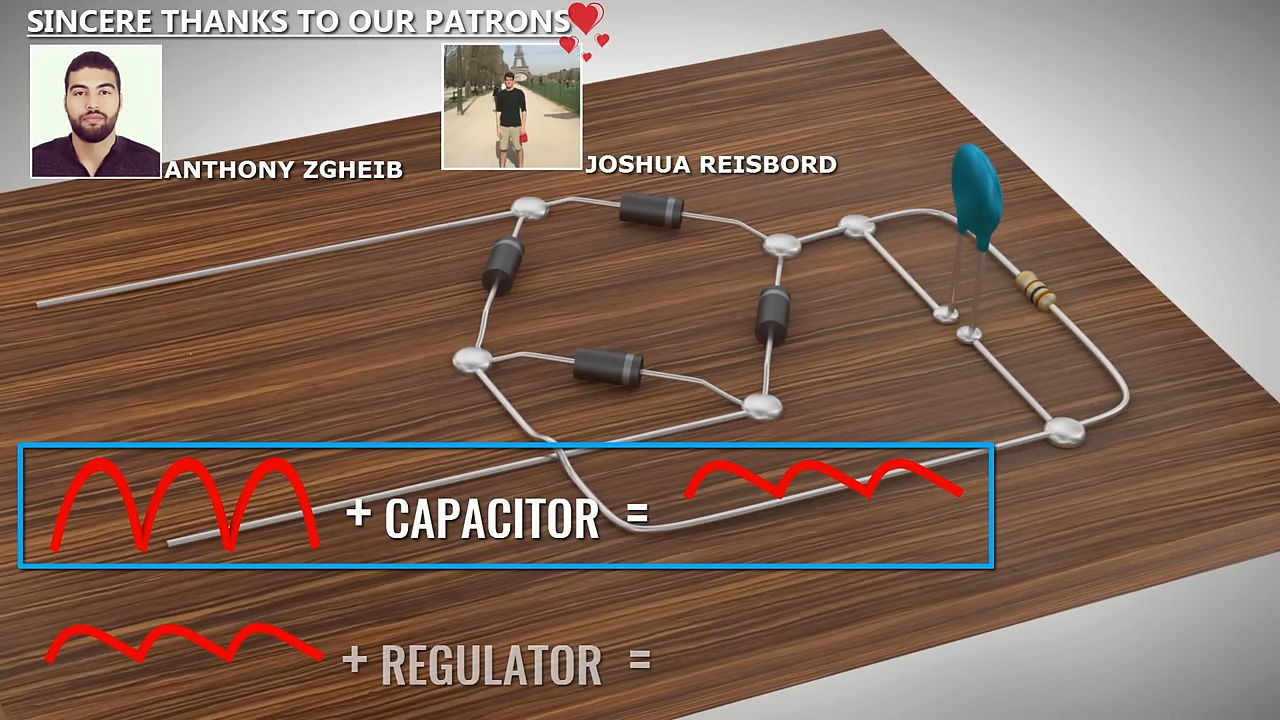 SINCERE THANKS TO OUR PATRONS
ANTHONY ZGHEIB
JOSHUA REISBORD
+ CAPACITOR =
+ REGULATOR =